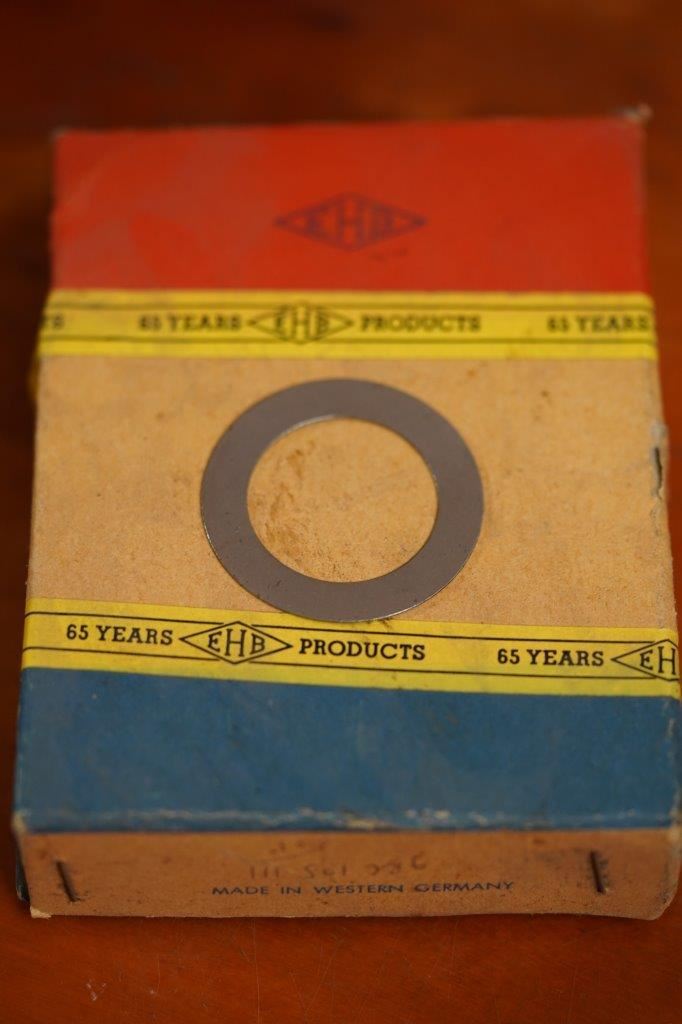 EHB
65 YEARS EHB PRODUCTS 65 YEARS
65 YEARS EHB PRODUCTS 65 YEARS EH
MADE IN WESTERN GERMANY